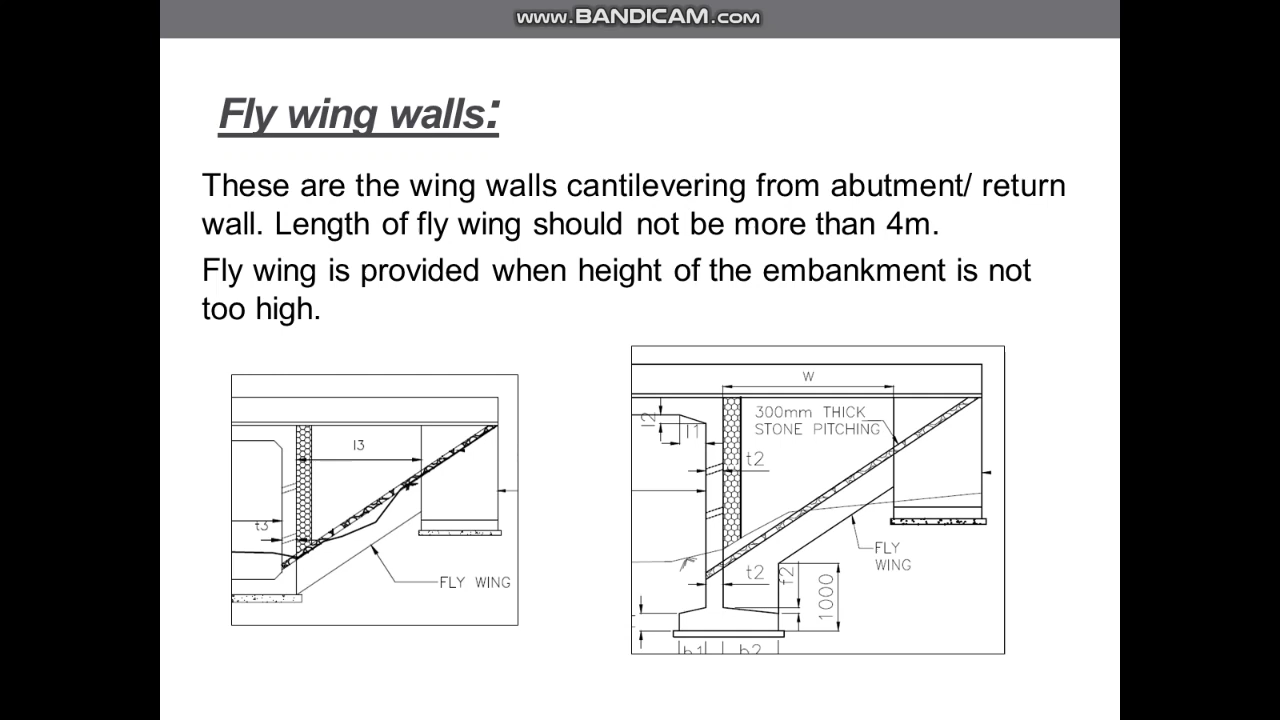 www.BANDICAM.com
Fly wing walls:
These are the wing walls cantilevering from abutment/ return
wall. Length of fly wing should not be more than 4m.
Fly wing is provided when height of the embankment is not
too high.
l3
t3
FLY WING
W
300mm THICK
STONE PITCHING
l2
l1
t2
FLY
WING
t2
f2
1000
b1
b2